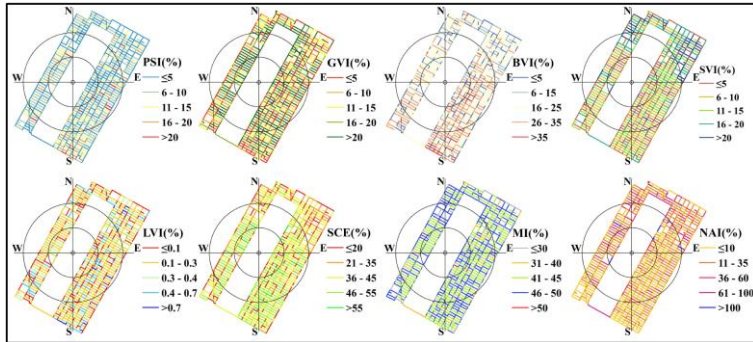 N
W
E
S
PSI(%)
≤5
6 - 10
11 - 15
16 - 20
>20
N
W
E
S
GVI(%)
≤5
6 - 10
11 - 15
16 - 20
>20
N
W
E
S
BVI(%)
≤5
6 - 15
16 - 25
26 - 35
>35
N
W
E
S
SVI(%)
≤5
6 - 10
11 - 15
16 - 20
>20
N
W
E
S
LVI(%)
≤0.1
0.1 - 0.3
0.3 - 0.4
0.4 - 0.7
>0.7
N
W
E
S
SCE(%)
≤20
21 - 35
36 - 45
46 - 55
>55
N
W
E
S
MI(%)
≤30
31 - 40
41 - 45
46 - 50
>50
N
W
E
S
NAI(%)
≤10
11 - 35
36 - 60
61 - 100
>100